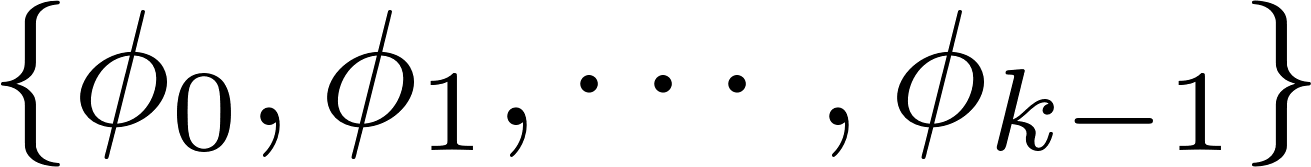 {ϕ₀, ϕ₁, ⋯ , ϕₖ₋₁}